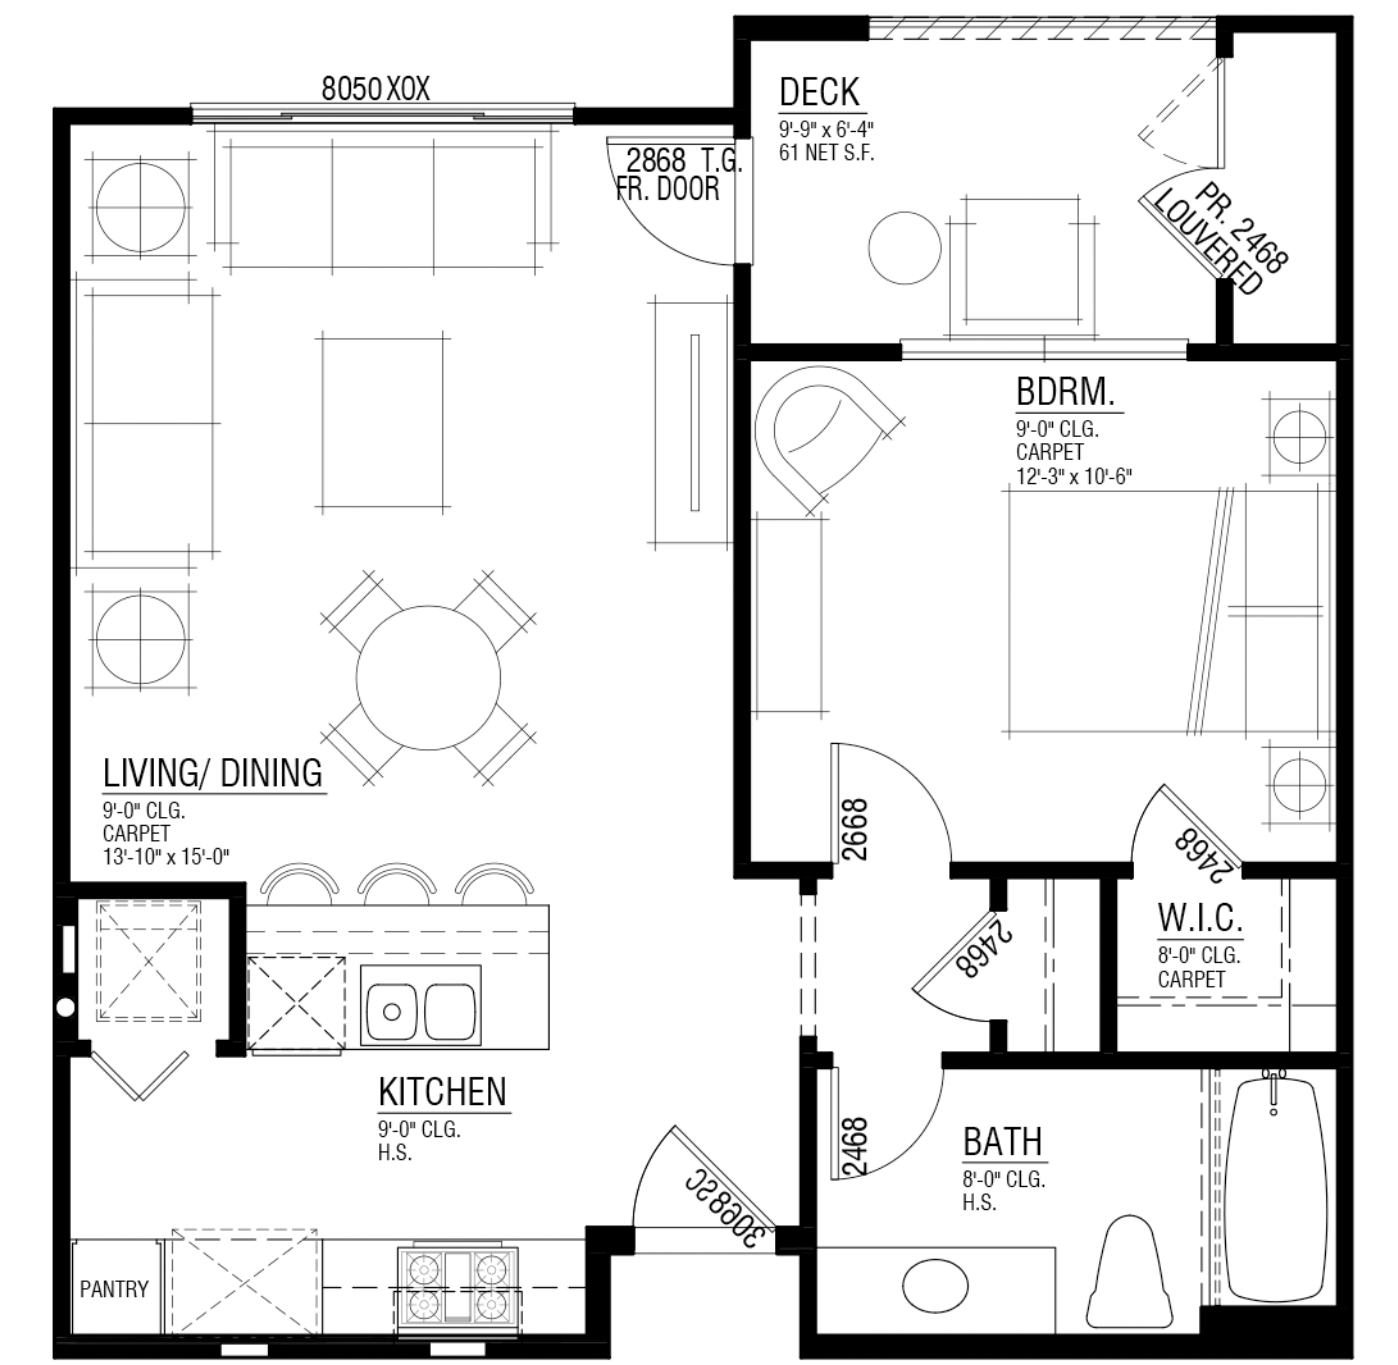 8050 XOX
DECK
9'-9" x 6'-4"
61 NET S.F.
2868 T.G.
FR. DOOR
PR. 2468
LOUVERED
BDRM.
9'-0" CLG.
CARPET
12'-3" x 10'-6"
LIVING/ DINING
9'-0" CLG.
CARPET
13'-10" x 15'-0"
2668
2468
W.I.C.
8'-0" CLG.
CARPET
2468
KITCHEN
9'-0" CLG.
H.S.
2468
BATH
8'-0" CLG.
H.S.
30682C
PANTRY